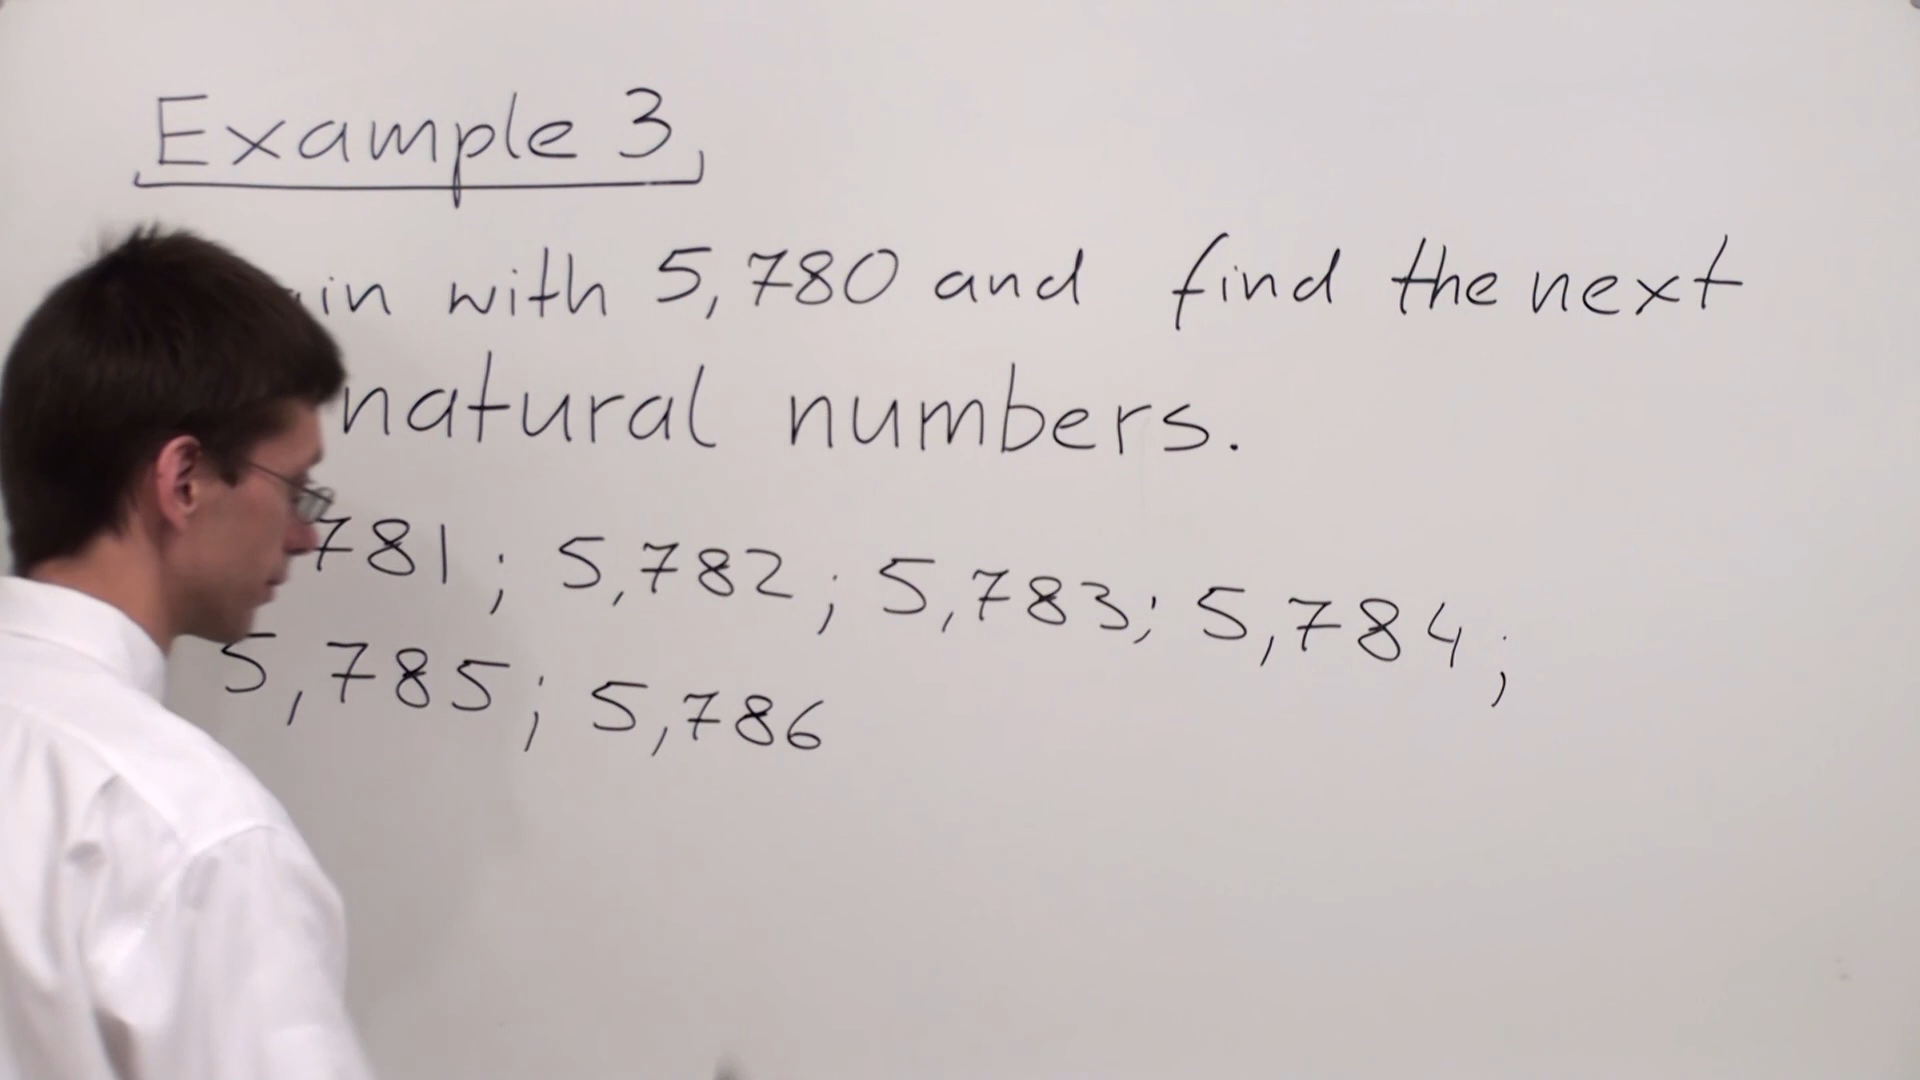 Example 3
with 5,780 and find the next
natural numbers.
781; 5,782; 5,783; 5,784;
5,785; 5,786